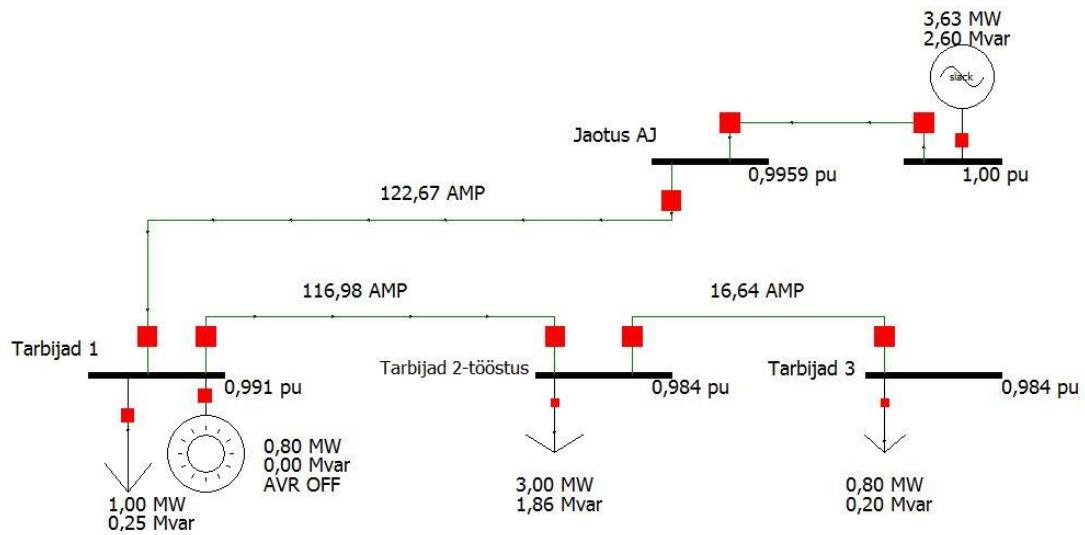 3,63 MW
2,60 Mvar
slack
Jaotus AJ
0,9959 pu
1,00 pu
122,67 AMP
116,98 AMP
16,64 AMP
Tarbijad 1
0,991 pu
Tarbijad 2-tööstus
0,984 pu
Tarbijad 3
0,984 pu
0,80 MW
0,00 Mvar
AVR OFF
1,00 MW
0,25 Mvar
3,00 MW
1,86 Mvar
0,80 MW
0,20 Mvar